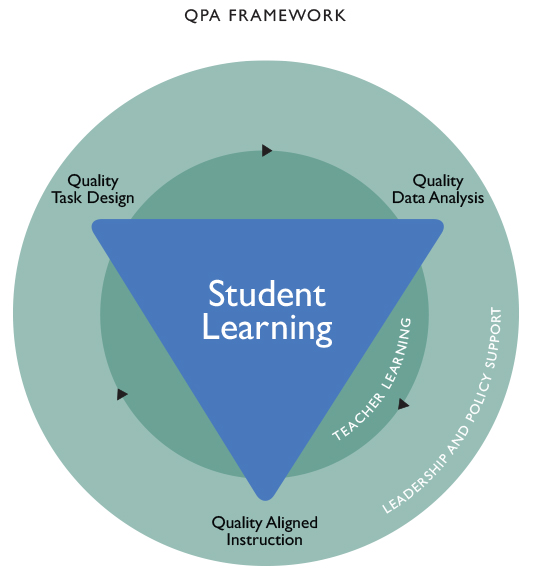 QPA FRAMEWORK
Quality
Task Design
Quality
Data Analysis
Student
Learning
TEACHER LEARNING
LEADERSHIP AND POLICY SUPPORT
Quality Aligned
Instruction